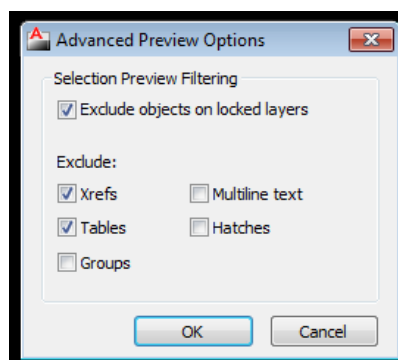 Advanced Preview Options
Selection Preview Filtering
Exclude objects on locked layers
Exclude:
Xrefs Multiline text
Tables Hatches
Groups
OK Cancel